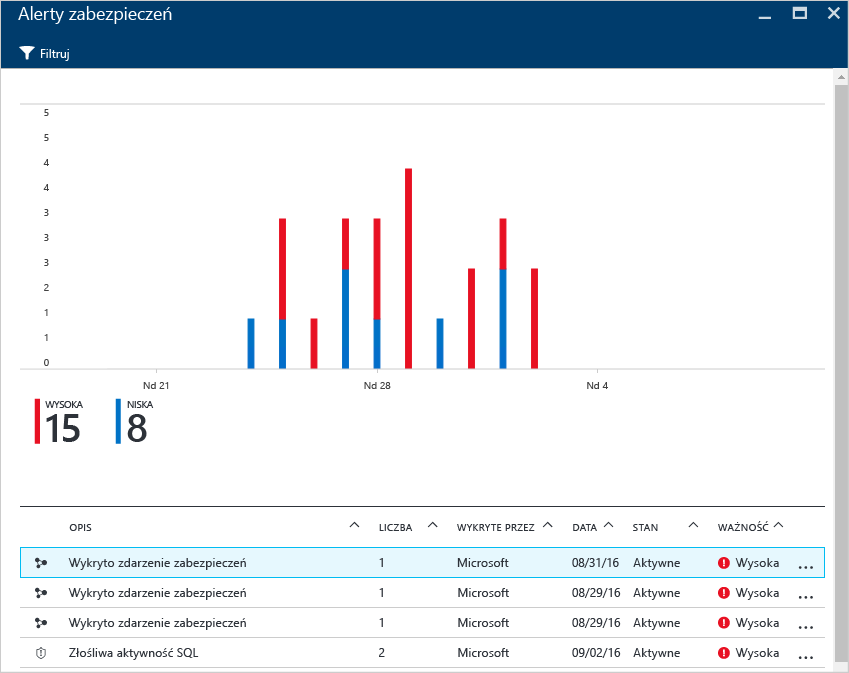 Alerty zabezpieczeń
Filtruj
5
5
4
4
3
3
3
2
1
1
0
Nd 21 Nd 28 Nd 4
WYSOKA NISKA
15 8
OPIS LICZBA WYKRYTE PRZEZ DATA STAN WAŻNOŚĆ
Wykryto zdarzenie zabezpieczeń 1 Microsoft 08/31/16 Aktywne Wysoka ...
Wykryto zdarzenie zabezpieczeń 1 Microsoft 08/29/16 Aktywne Wysoka ...
Wykryto zdarzenie zabezpieczeń 1 Microsoft 08/29/16 Aktywne Wysoka ...
Złośliwa aktywność SQL 2 Microsoft 09/02/16 Aktywne Wysoka ...